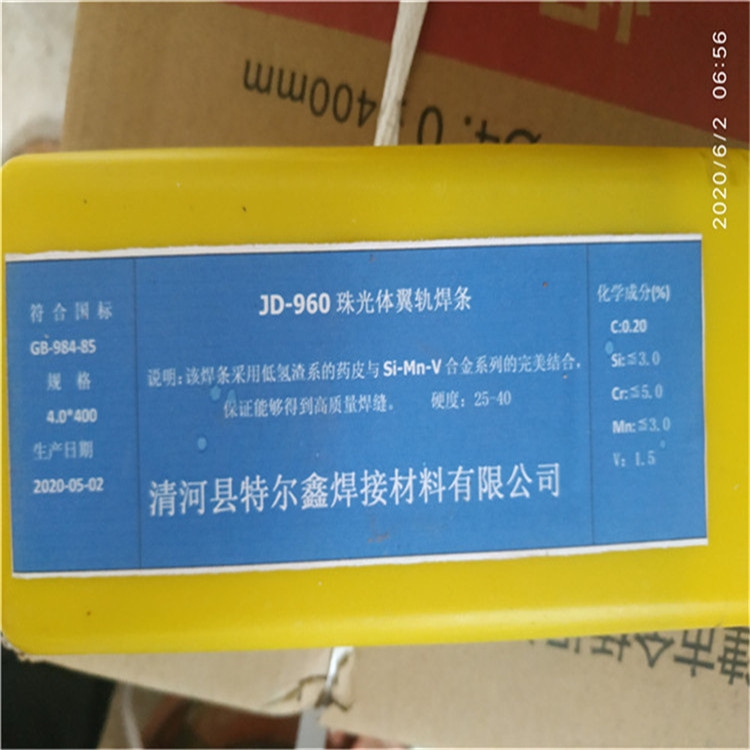 Φ4.0×400mm
2020/6/2 06:56
符合国标
GB-984-85
规格
4.0*400
生产日期
2020-05-02
JD-960 珠光体翼轨焊条
说明:该焊条采用低氢渣系的药皮与 Si-Mn-V 合金系列的完美结合,
保证能够得到高质量焊缝。 硬度:25-40
清河县特尔鑫焊接材料有限公司
化学成分(%)
C:0.20
Si:≦3.0
Cr:≦5.0
Mn:≦3.0
V:1.5